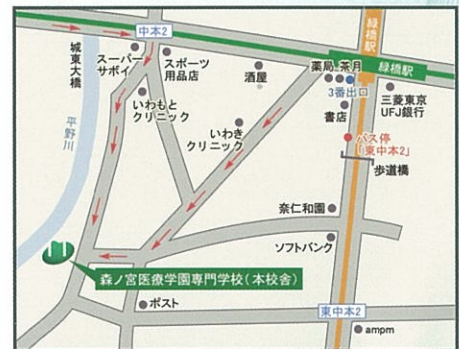 中本2
緑橋駅
城東大橋
スーパー
サボイ
スポーツ
用品店
酒屋
薬局
茶月
緑橋駅
3番出口
三菱東京
UFJ銀行
書店
平野川
いわもと
クリニック
いわき
クリニック
バス停
「東中本2」
歩道橋
奈仁和園
ソフトバンク
森ノ宮医療学園専門学校(本校舎)
ポスト
東中本2
ampm